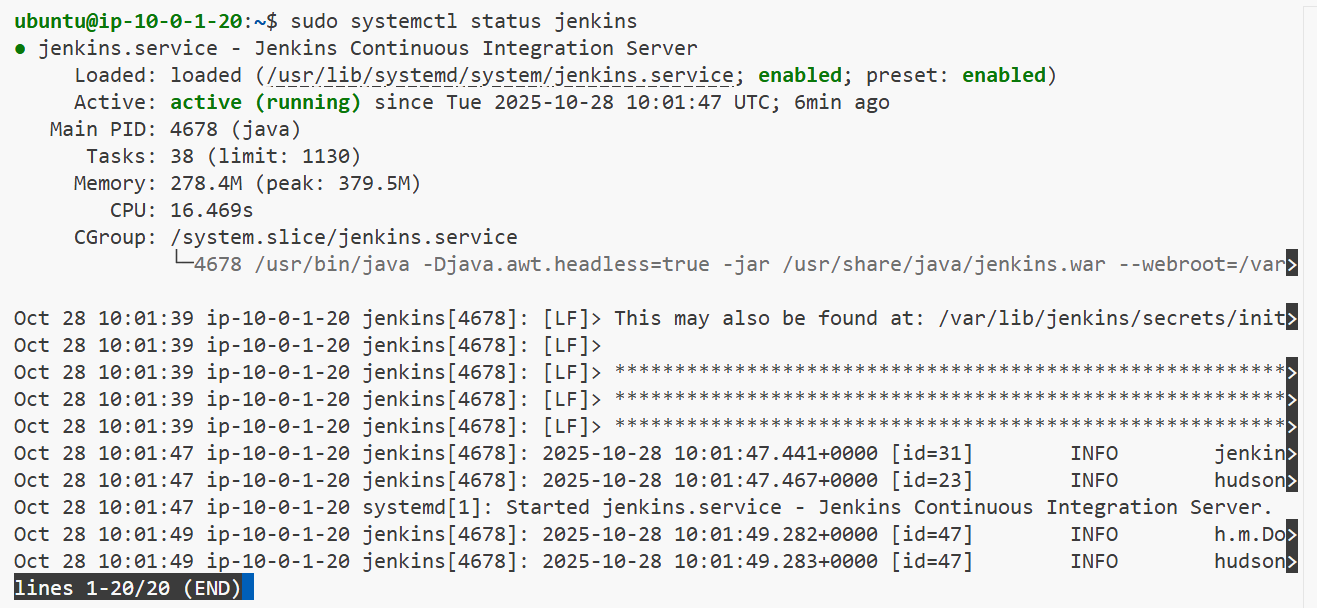 ubuntu@ip-10-0-1-20:~$ sudo systemctl status jenkins
● jenkins.service - Jenkins Continuous Integration Server
     Loaded: loaded (/usr/lib/systemd/system/jenkins.service; enabled; preset: enabled)
     Active: active (running) since Tue 2025-10-28 10:01:47 UTC; 6min ago
   Main PID: 4678 (java)
      Tasks: 38 (limit: 1130)
     Memory: 278.4M (peak: 379.5M)
        CPU: 16.469s
     CGroup: /system.slice/jenkins.service
             └─4678 /usr/bin/java -Djava.awt.headless=true -jar /usr/share/java/jenkins.war --webroot=/var>

Oct 28 10:01:39 ip-10-0-1-20 jenkins[4678]: [LF]> This may also be found at: /var/lib/jenkins/secrets/init>
Oct 28 10:01:39 ip-10-0-1-20 jenkins[4678]: [LF]>
Oct 28 10:01:39 ip-10-0-1-20 jenkins[4678]: [LF]> ********************************************************>
Oct 28 10:01:39 ip-10-0-1-20 jenkins[4678]: [LF]> ********************************************************>
Oct 28 10:01:39 ip-10-0-1-20 jenkins[4678]: [LF]> ********************************************************>
Oct 28 10:01:47 ip-10-0-1-20 jenkins[4678]: 2025-10-28 10:01:47.441+0000 [id=31]        INFO        jenkin>
Oct 28 10:01:47 ip-10-0-1-20 jenkins[4678]: 2025-10-28 10:01:47.467+0000 [id=23]        INFO        hudson>
Oct 28 10:01:47 ip-10-0-1-20 systemd[1]: Started jenkins.service - Jenkins Continuous Integration Server.
Oct 28 10:01:49 ip-10-0-1-20 jenkins[4678]: 2025-10-28 10:01:49.282+0000 [id=47]        INFO        h.m.Do>
Oct 28 10:01:49 ip-10-0-1-20 jenkins[4678]: 2025-10-28 10:01:49.283+0000 [id=47]        INFO        hudson>
lines 1-20/20 (END)